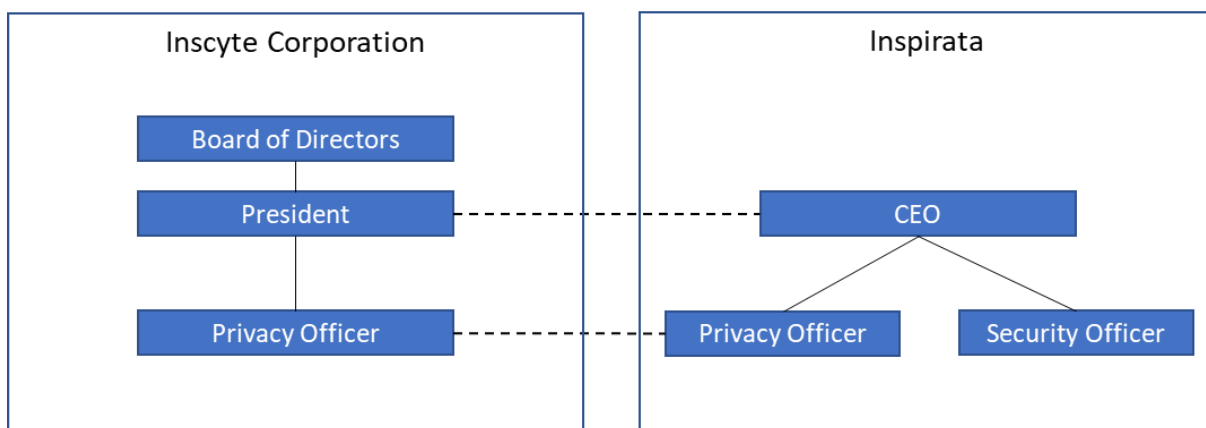 Inscyte Corporation
Board of Directors
President
Privacy Officer
Inspirata
CEO
Privacy Officer
Security Officer